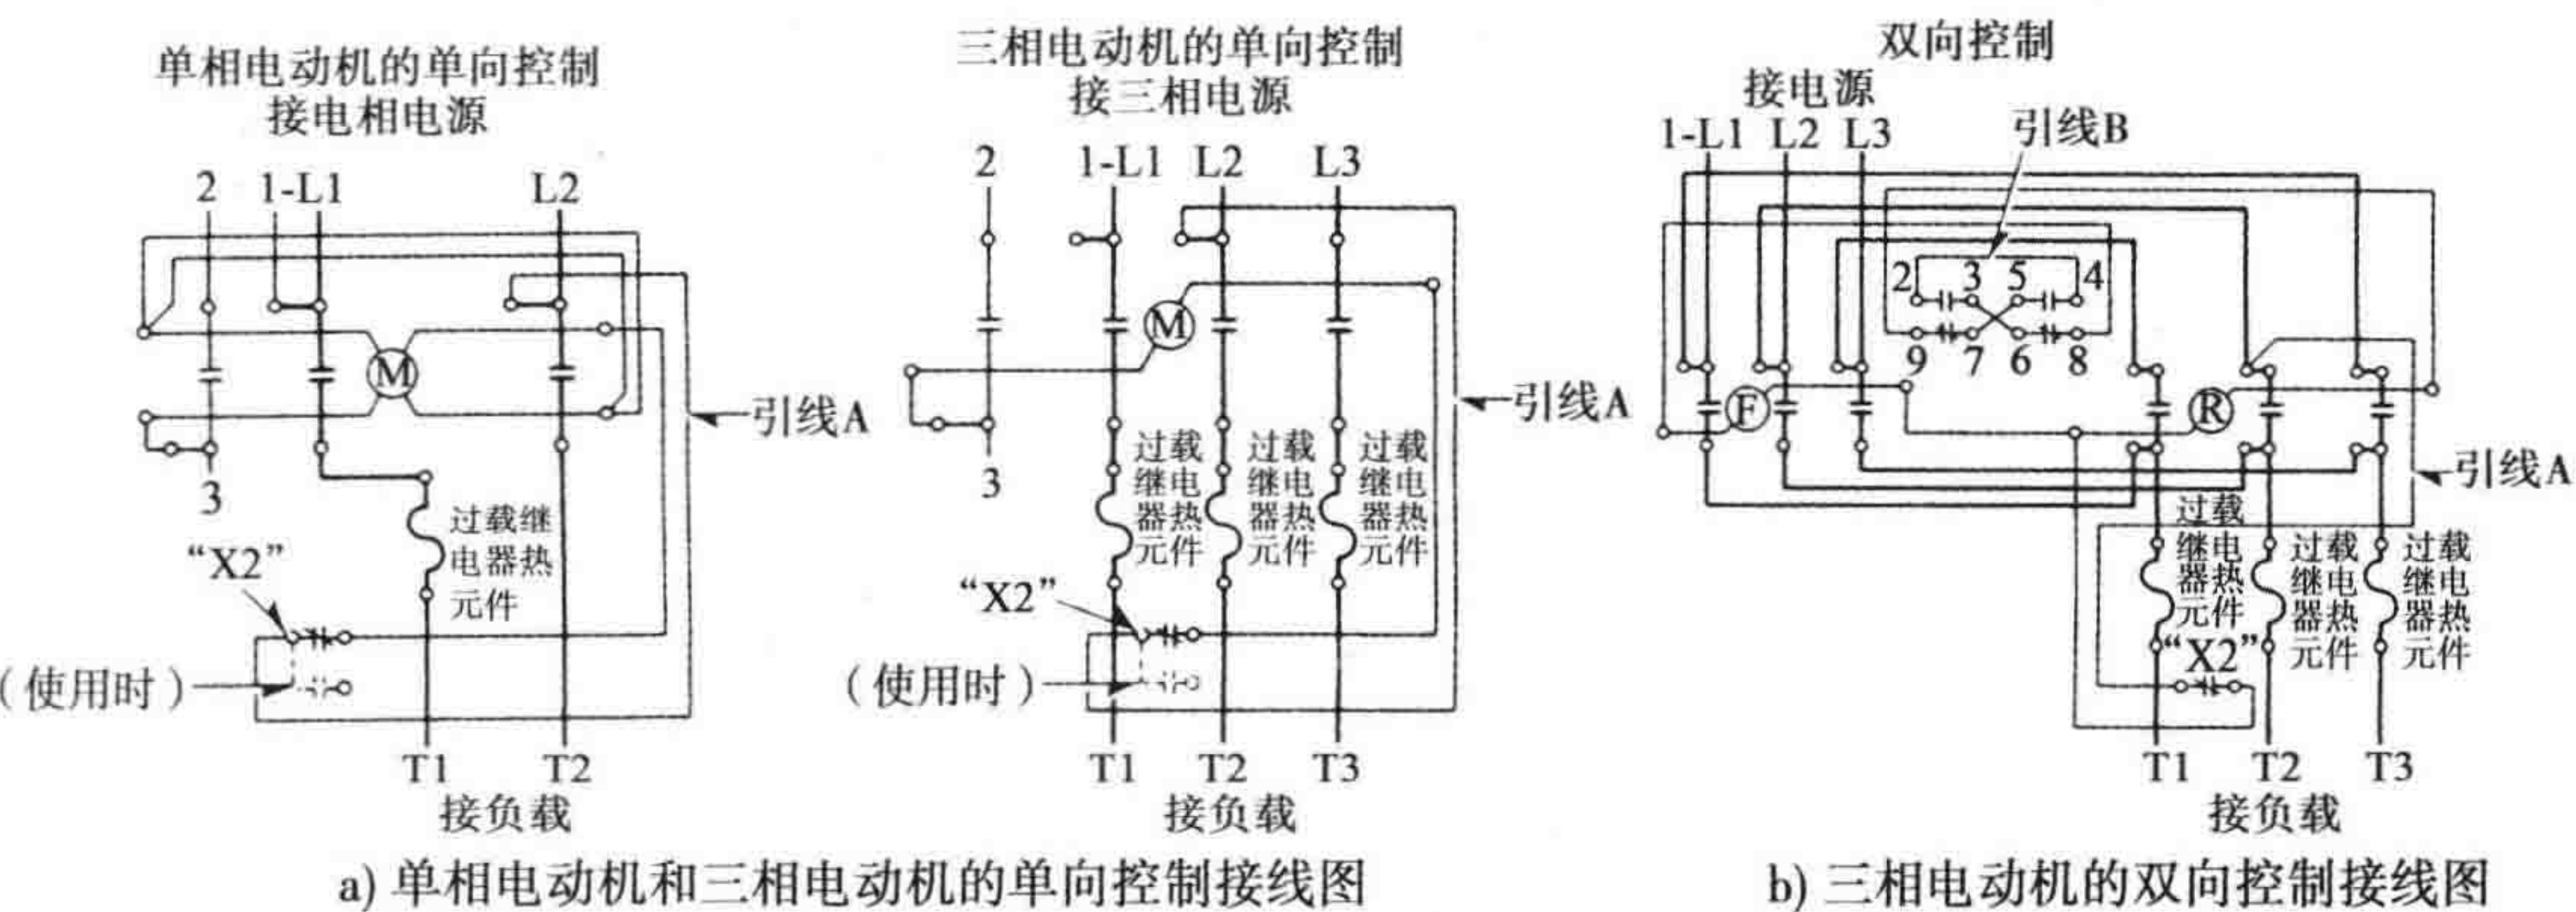 单相电动机的单向控制
接电相电源
2 1-L1 L2
M
引线A
3
“X2”
过载继
电器热
元件
(使用时)
T1 T2
接负载
三相电动机的单向控制
接三相电源
2 1-L1 L2 L3
M
引线A
3
过载
继电
器热
元件
过载
继电
器热
元件
过载
继电
器热
元件
“X2”
(使用时)
T1 T2 T3
接负载
a) 单相电动机和三相电动机的单向控制接线图
双向控制
接电源
1-L1 L2 L3
引线B
2 3 5 4
9 7 6 8
F
R
引线A
过载
继电
器热
元件
过载
继电
器热
元件
过载
继电
器热
元件
“X2”
T1 T2 T3
接负载
b) 三相电动机的双向控制接线图